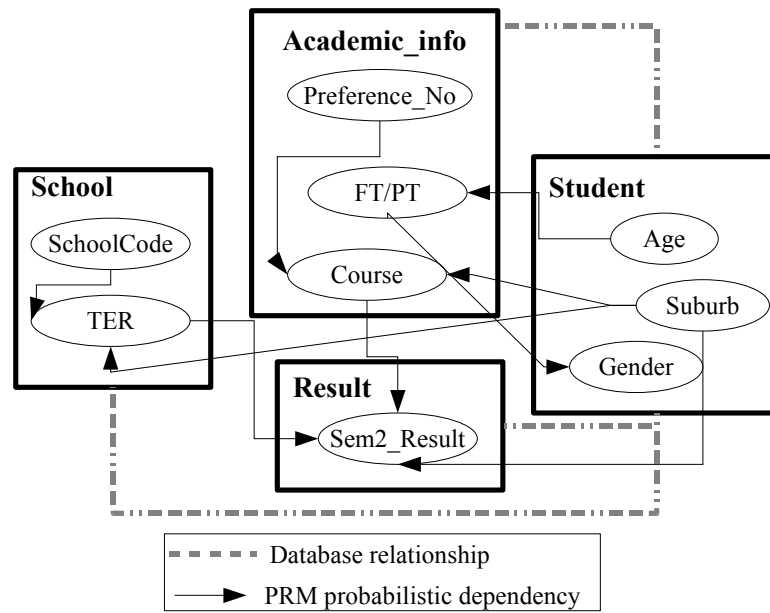 Academic_info
Preference_No
FT/PT
Course
School
SchoolCode
TER
Student
Age
Suburb
Gender
Result
Sem2_Result
Database relationship
PRM probabilistic dependency